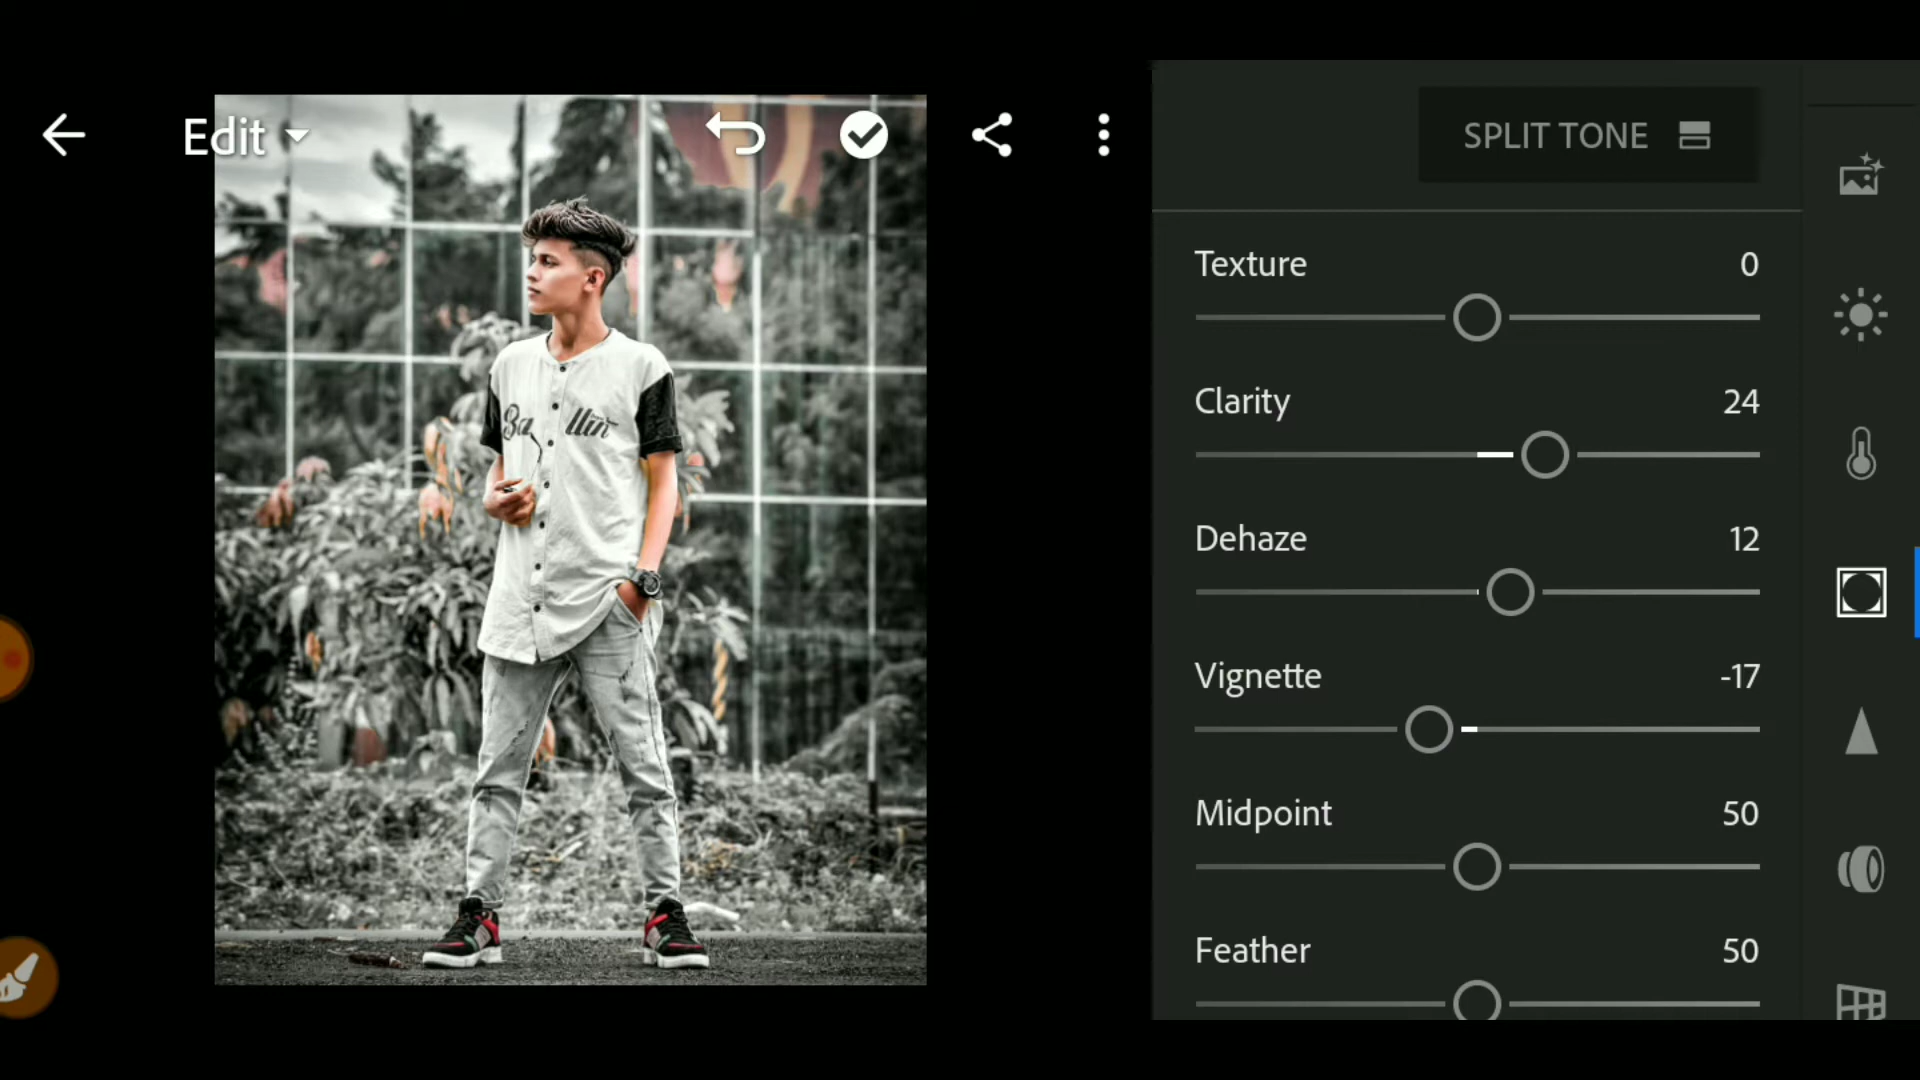 Edit
SPLIT TONE
Texture 0
Clarity 24
Dehaze 12
Vignette -17
Midpoint 50
Feather 50